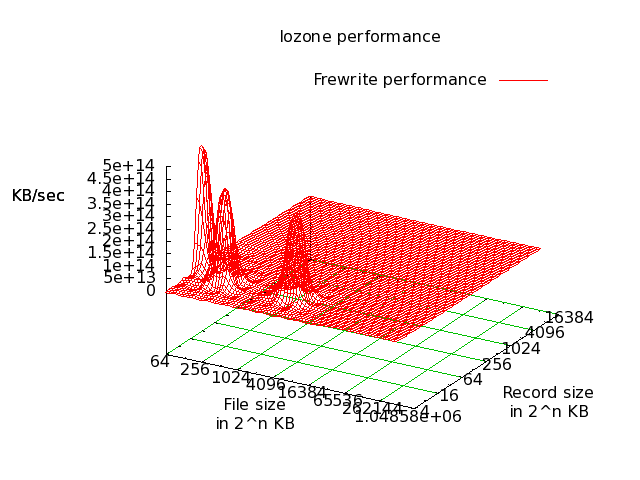 Iozone performance
Frewrite performance
KB/sec
5e+14
4.5e+14
4e+14
3.5e+14
3e+14
2.5e+14
2e+14
1.5e+14
1e+14
5e+13
0
64
256
1024
4096
16384
65536
262144
1.04858e+06
File size
in 2^n KB
4
16
64
256
1024
4096
16384
Record size
in 2^n KB